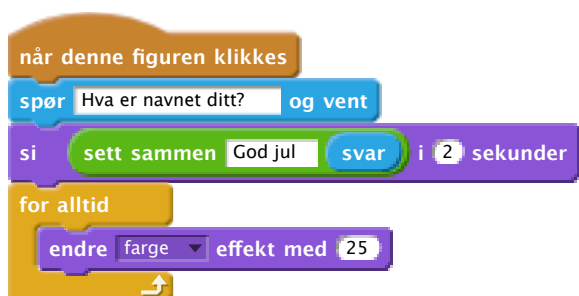 når denne figuren klikkes
spør Hva er navnet ditt? og vent
si sett sammen God jul svar i 2 sekunder
for alltid
endre farge effekt med 25